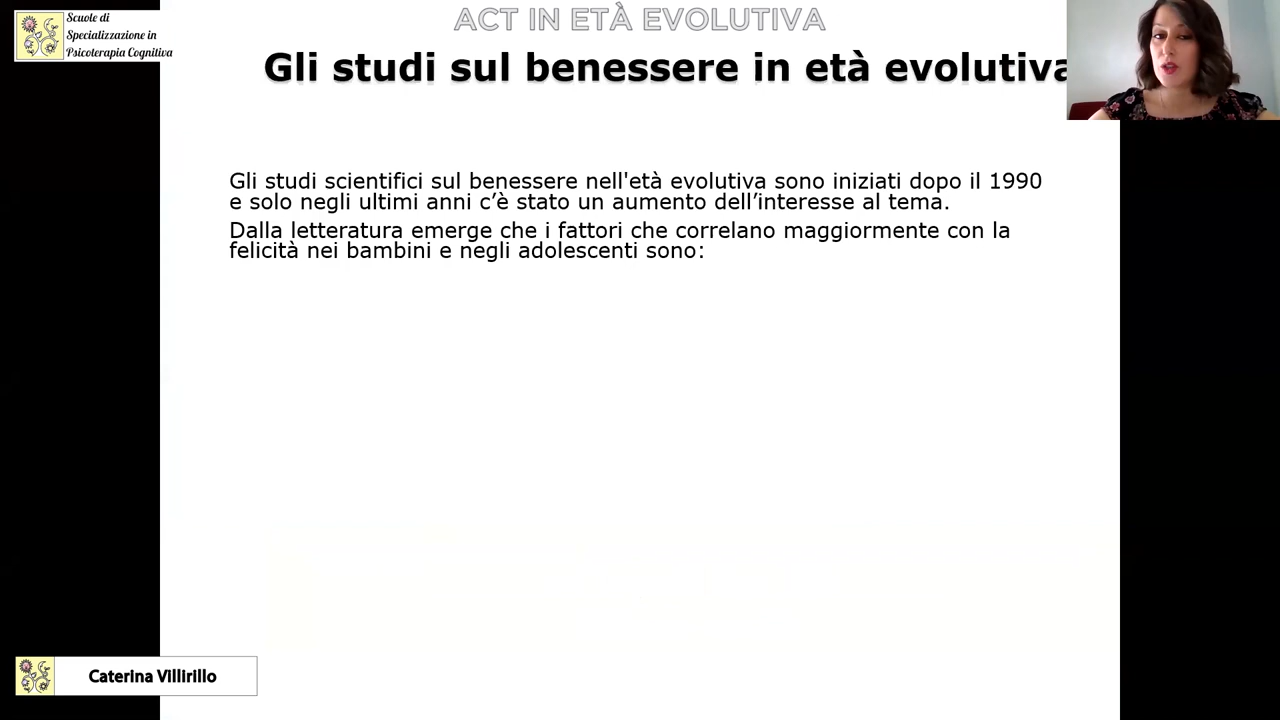 Scuole di
Specializzazione in
Psicoterapia Cognitiva
ACT IN ETÀ EVOLUTIVA
Gli studi sul benessere in età evolutiva
Gli studi scientifici sul benessere nell'età evolutiva sono iniziati dopo il 1990
e solo negli ultimi anni c’è stato un aumento dell’interesse al tema.
Dalla letteratura emerge che i fattori che correlano maggiormente con la
felicità nei bambini e negli adolescenti sono:
Caterina Villirillo